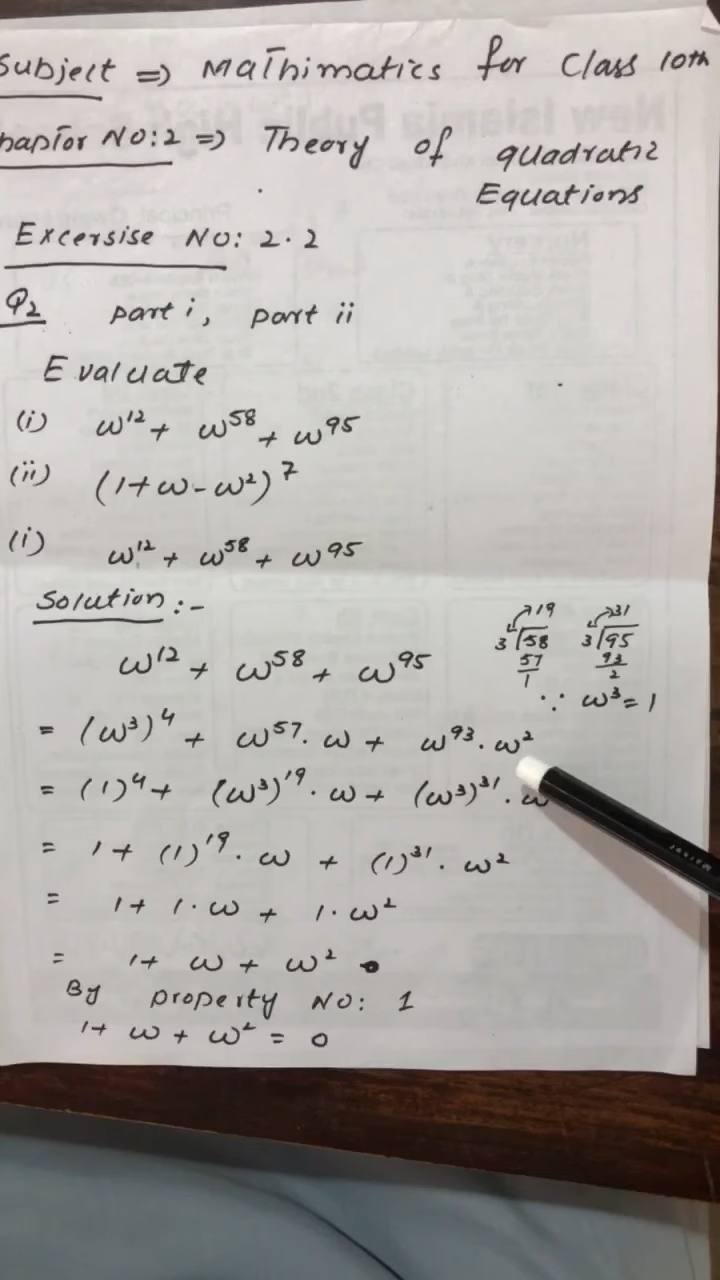 Subject => Mathimatics for Class 10th
haptor NO:2 => Theory of quadratic
Equations
Excersise NO: 2.2
Q2 part i, part ii
Evaluate
(i) ω¹² + ω⁵⁸ + ω⁹⁵
(ii) (1+ω-ω²)⁷
(i) ω¹² + ω⁵⁸ + ω⁹⁵
Solution:-
ω¹² + ω⁵⁸ + ω⁹⁵
19
3 58
57
1
31
3 95
93
2
∵ ω³ = 1
= (ω³)⁴ + ω⁵⁷·ω + ω⁹³·ω²
= (1)⁴ + (ω³)¹⁹·ω + (ω³)³¹·ω
= 1 + (1)¹⁹·ω + (1)³¹·ω²
= 1 + 1·ω + 1·ω²
= 1+ ω + ω²
By property NO: 1
1+ ω + ω² = 0